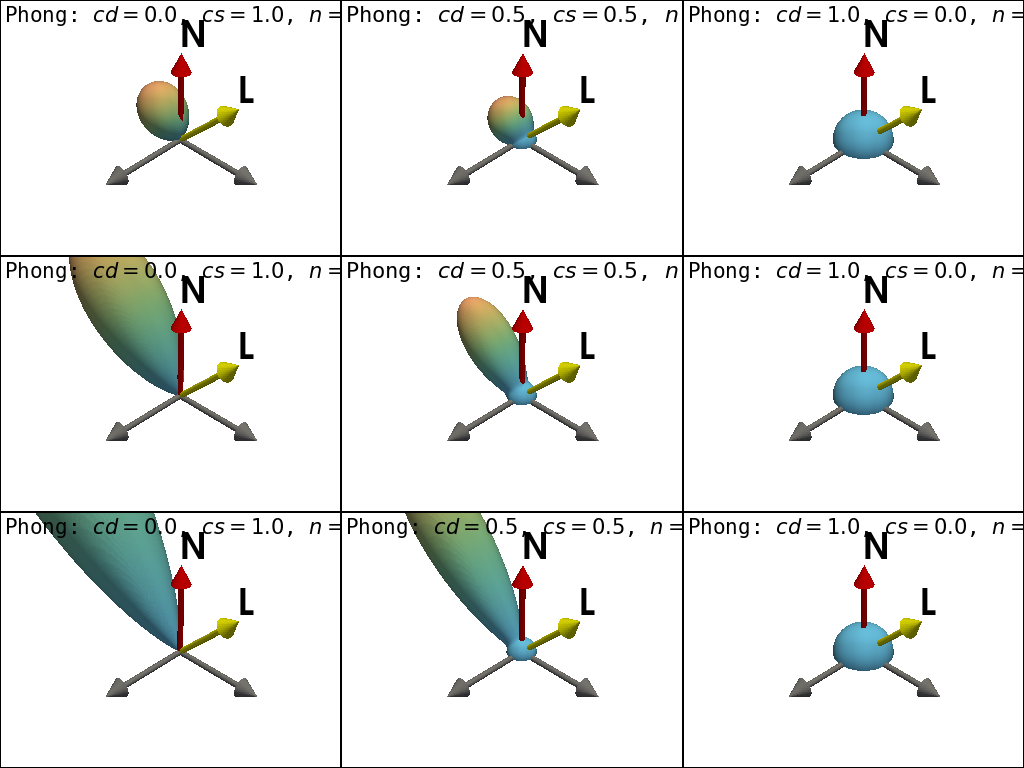 Phong: cd = 0.0, cs = 1.0, n =
N
L
Phong: cd = 0.5, cs = 0.5, n
N
L
Phong: cd = 1.0, cs = 0.0, n =
N
L
Phong: cd = 0.0, cs = 1.0, n =
N
L
Phong: cd = 0.5, cs = 0.5, n
N
L
Phong: cd = 1.0, cs = 0.0, n =
N
L
Phong: cd = 0.0, cs = 1.0, n =
N
L
Phong: cd = 0.5, cs = 0.5, n =
N
L
Phong: cd = 1.0, cs = 0.0, n =
N
L